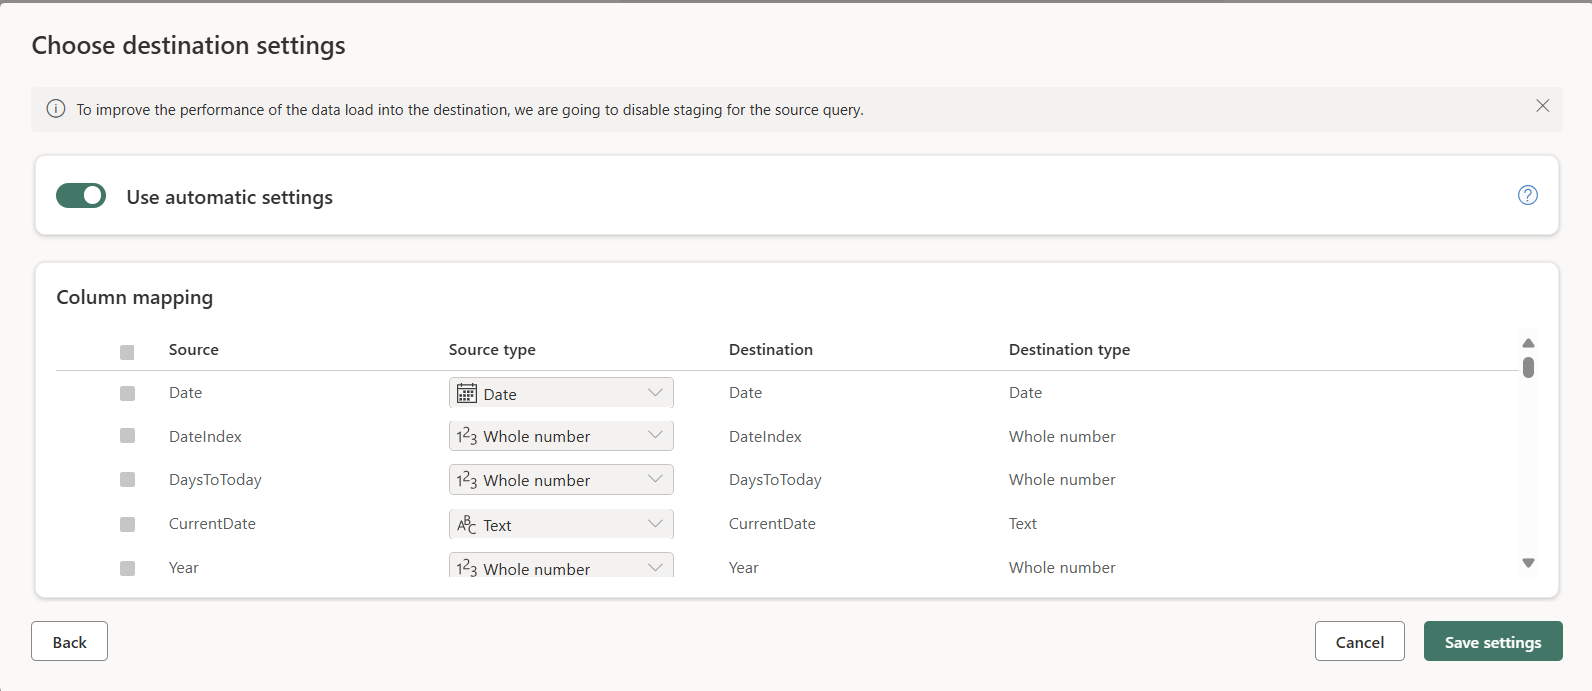 Choose destination settings
To improve the performance of the data load into the destination, we are going to disable staging for the source query.
Use automatic settings
Column mapping
Source Source type Destination Destination type
Date Date Date Date
DateIndex 123 Whole number DateIndex Whole number
DaysToToday 123 Whole number DaysToToday Whole number
CurrentDate ABC Text CurrentDate Text
Year 123 Whole number Year Whole number
Back Cancel Save settings